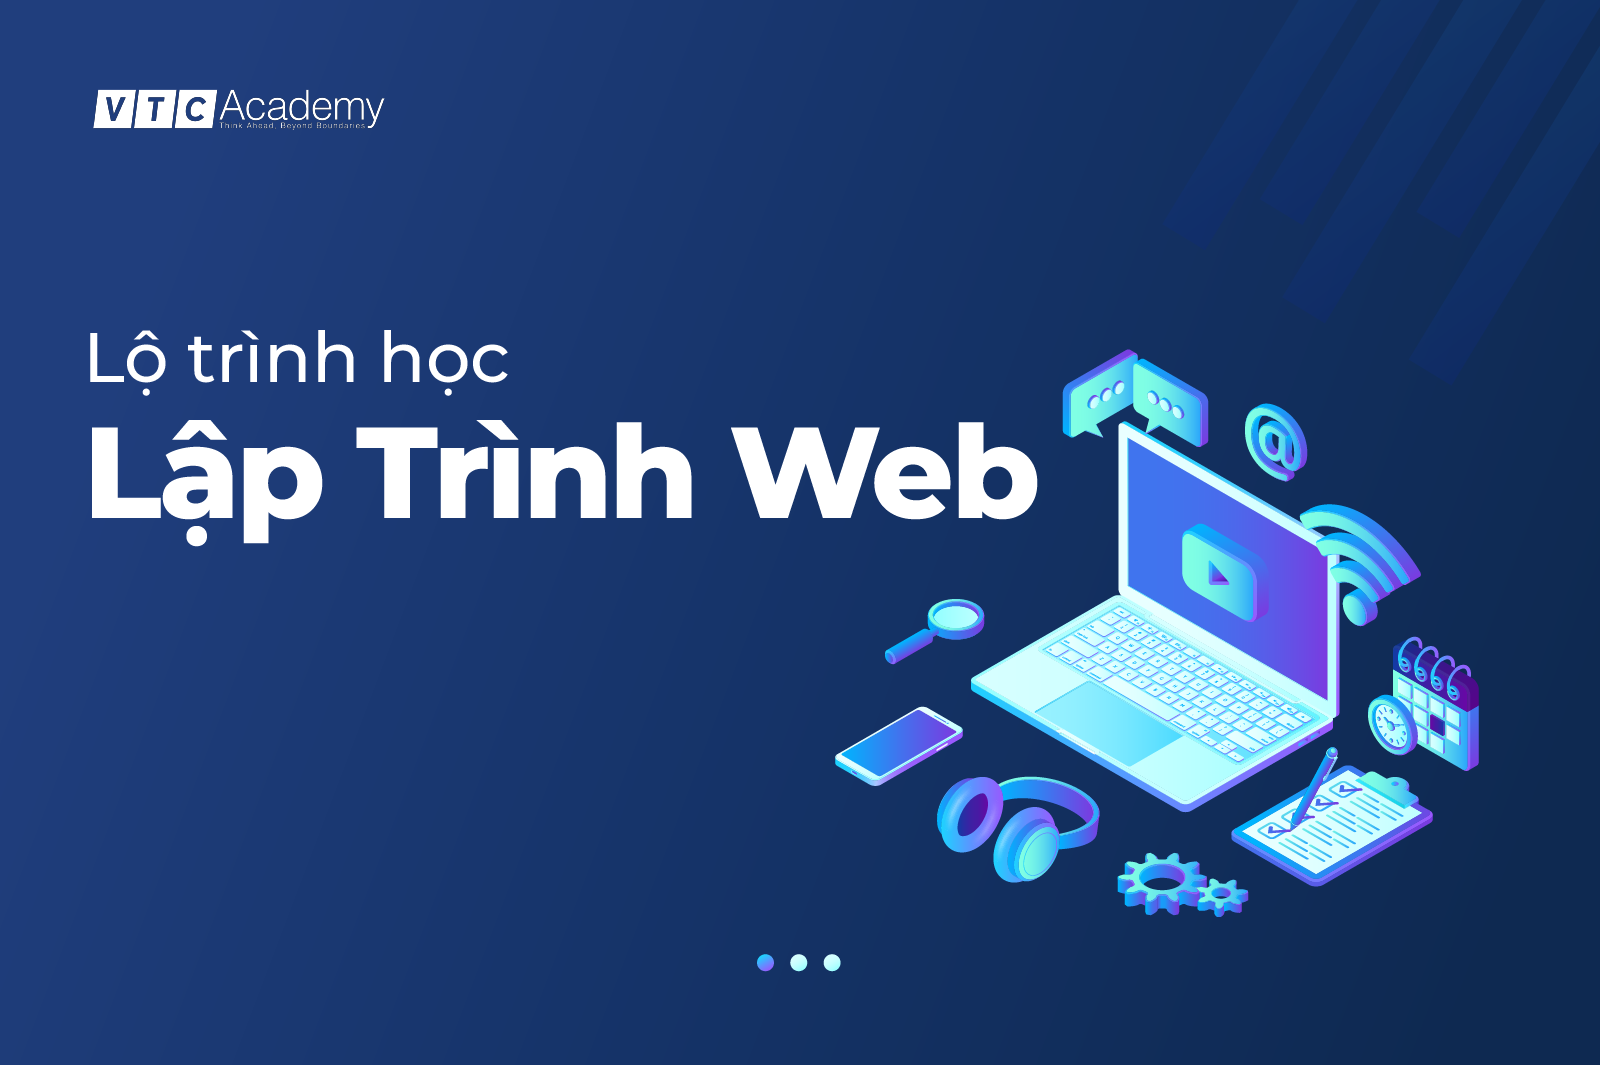 VTC Academy
Think Ahead, Beyond Boundaries
Lộ trình học
Lập Trình Web